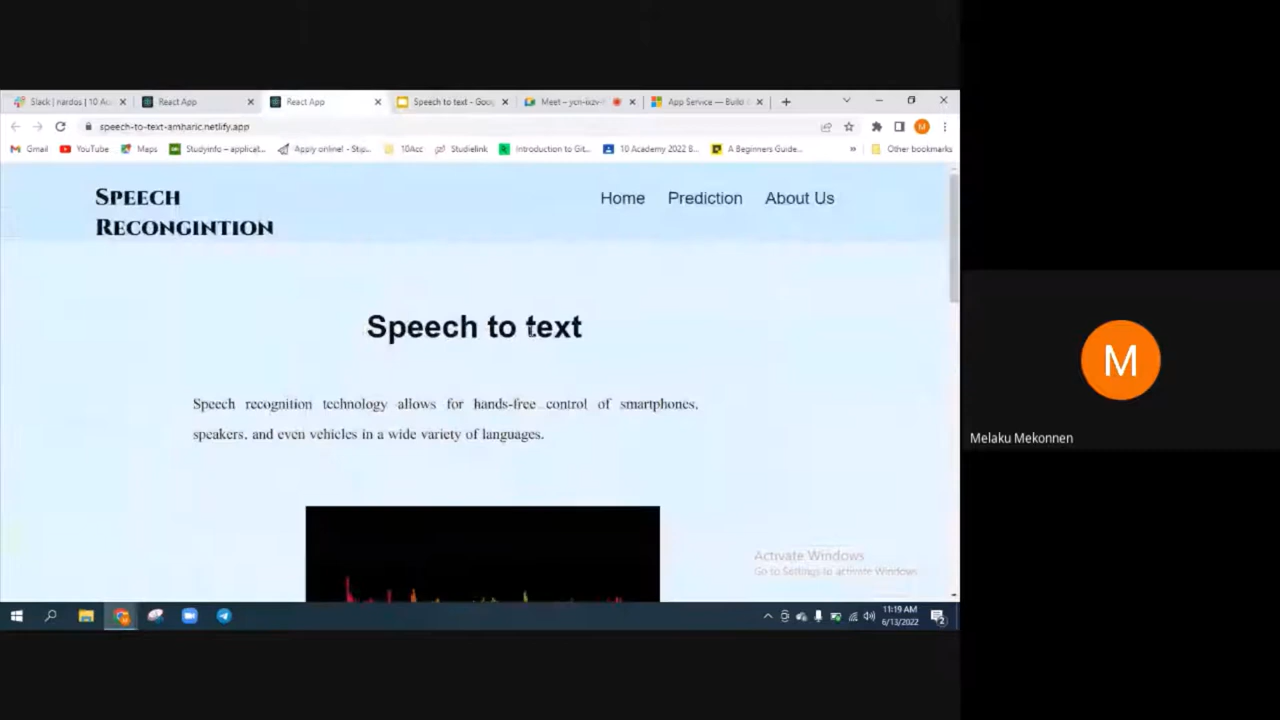 Slack | nardos | 10 Ac
React App
React App
Speech to text - Goog
Meet – ycn-ixzv-
App Service — Build
speech-to-text-amharic.netlify.app
M
Gmail
YouTube
Maps
Studyinfo – applicat...
Apply online! - Stip...
10Acc
Studielink
Introduction to Git...
10 Academy 2022 B...
A Beginners Guide...
»
Other bookmarks
SPEECH
RECONGINTION
Home Prediction About Us
Speech to text
Speech recognition technology allows for hands-free control of smartphones,
speakers, and even vehicles in a wide variety of languages.
M
Melaku Mekonnen
Activate Windows
Go to Settings to activate Windows.
11:19 AM
6/13/2022
2